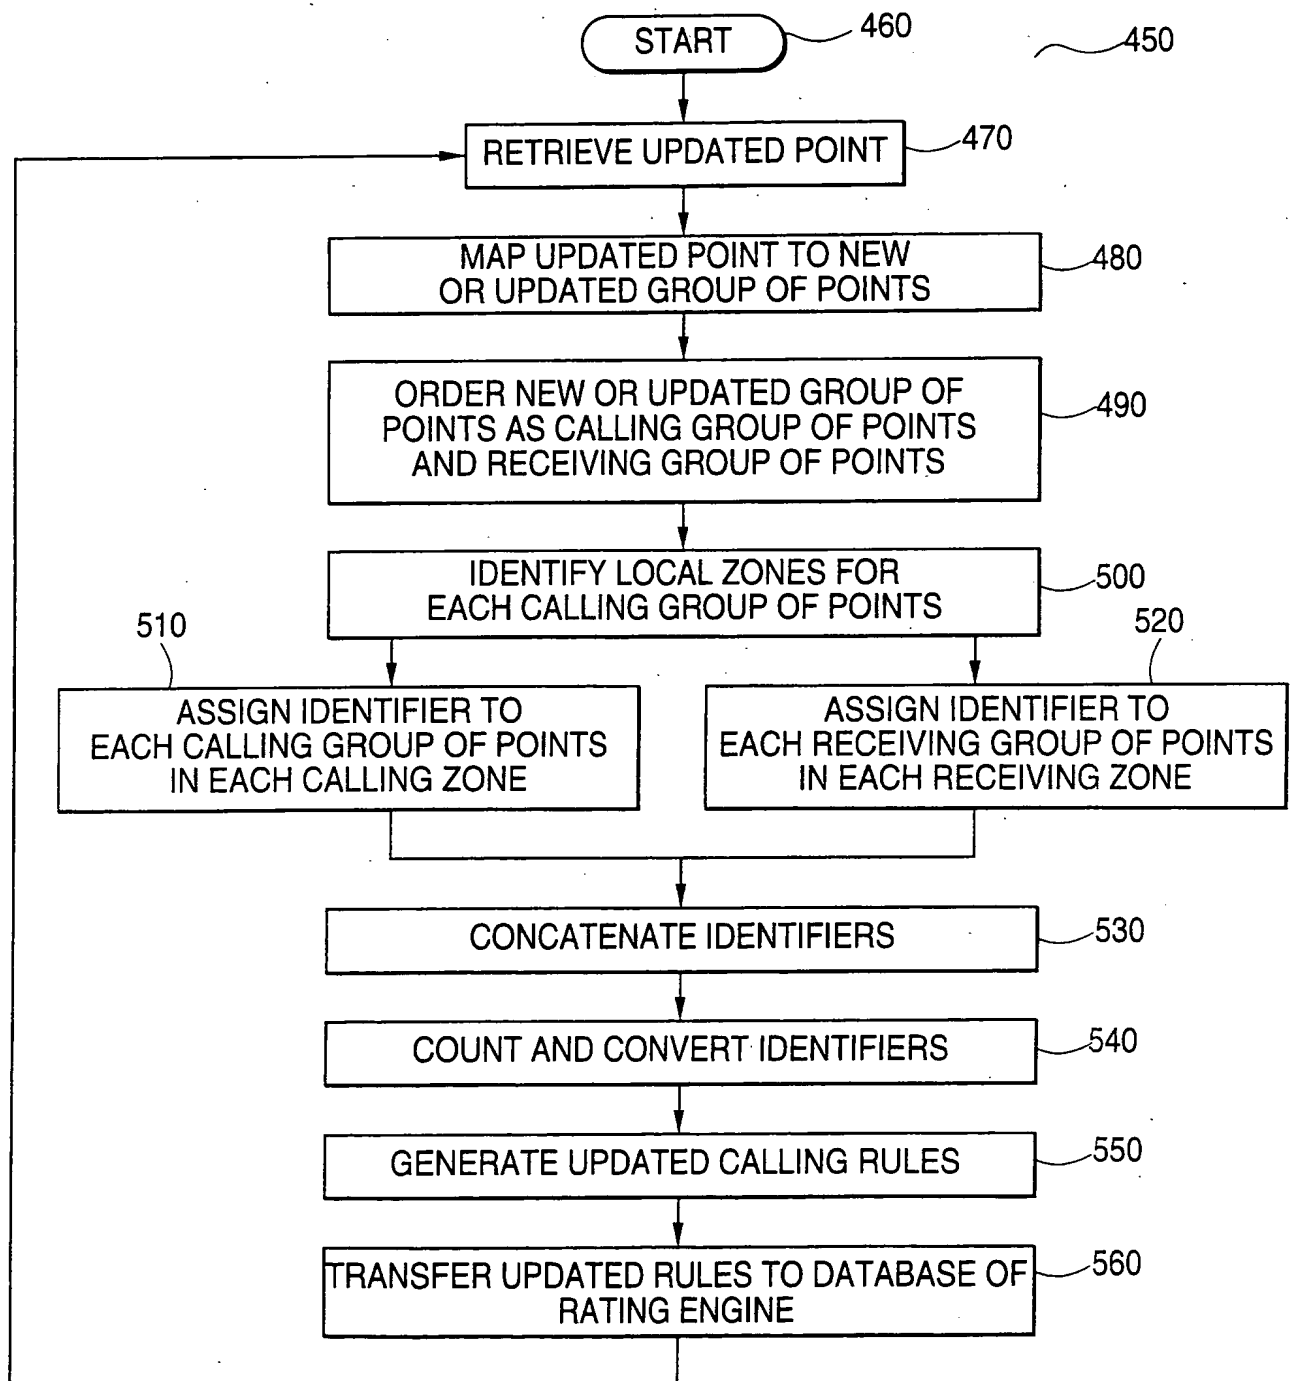 START
460
450
RETRIEVE UPDATED POINT
470
MAP UPDATED POINT TO NEW
OR UPDATED GROUP OF POINTS
480
ORDER NEW OR UPDATED GROUP OF
POINTS AS CALLING GROUP OF POINTS
AND RECEIVING GROUP OF POINTS
490
IDENTIFY LOCAL ZONES FOR
EACH CALLING GROUP OF POINTS
500
510
ASSIGN IDENTIFIER TO
EACH CALLING GROUP OF POINTS
IN EACH CALLING ZONE
520
ASSIGN IDENTIFIER TO
EACH RECEIVING GROUP OF POINTS
IN EACH RECEIVING ZONE
CONCATENATE IDENTIFIERS
530
COUNT AND CONVERT IDENTIFIERS
540
GENERATE UPDATED CALLING RULES
550
TRANSFER UPDATED RULES TO DATABASE OF
RATING ENGINE
560